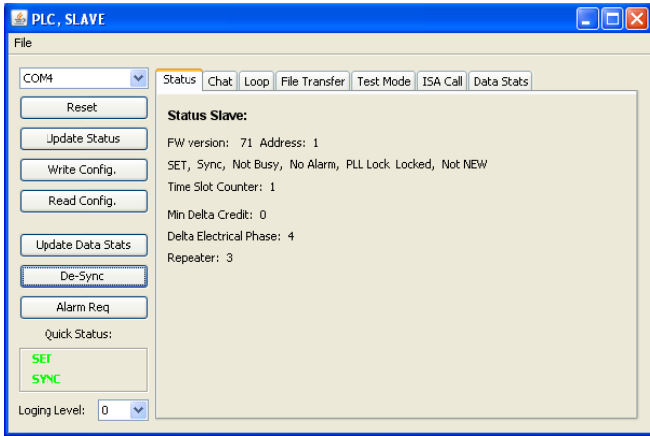 PLC, SLAVE
File
COM4
Reset
Update Status
Write Config.
Read Config.
Update Data Stats
De-Sync
Alarm Req
Quick Status:
SET
SYNC
Loging Level: 0
Status Chat Loop File Transfer Test Mode ISA Call Data Stats
Status Slave:
FW version: 71 Address: 1
SET, Sync, Not Busy, No Alarm, PLL Lock Locked, Not NEW
Time Slot Counter: 1
Min Delta Credit: 0
Delta Electrical Phase: 4
Repeater: 3